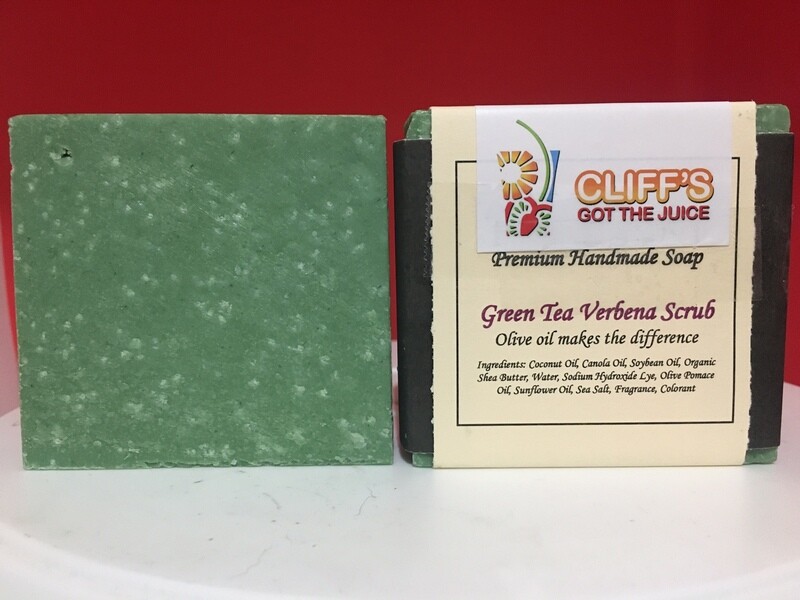 CLIFF'S
GOT THE JUICE
Premium Handmade Soap
Green Tea Verbena Scrub
Olive oil makes the difference
Ingredients: Coconut Oil, Canola Oil, Soybean Oil, Organic
Shea Butter, Water, Sodium Hydroxide Lye, Olive Pomace
Oil, Sunflower Oil, Sea Salt, Fragrance, Colorant